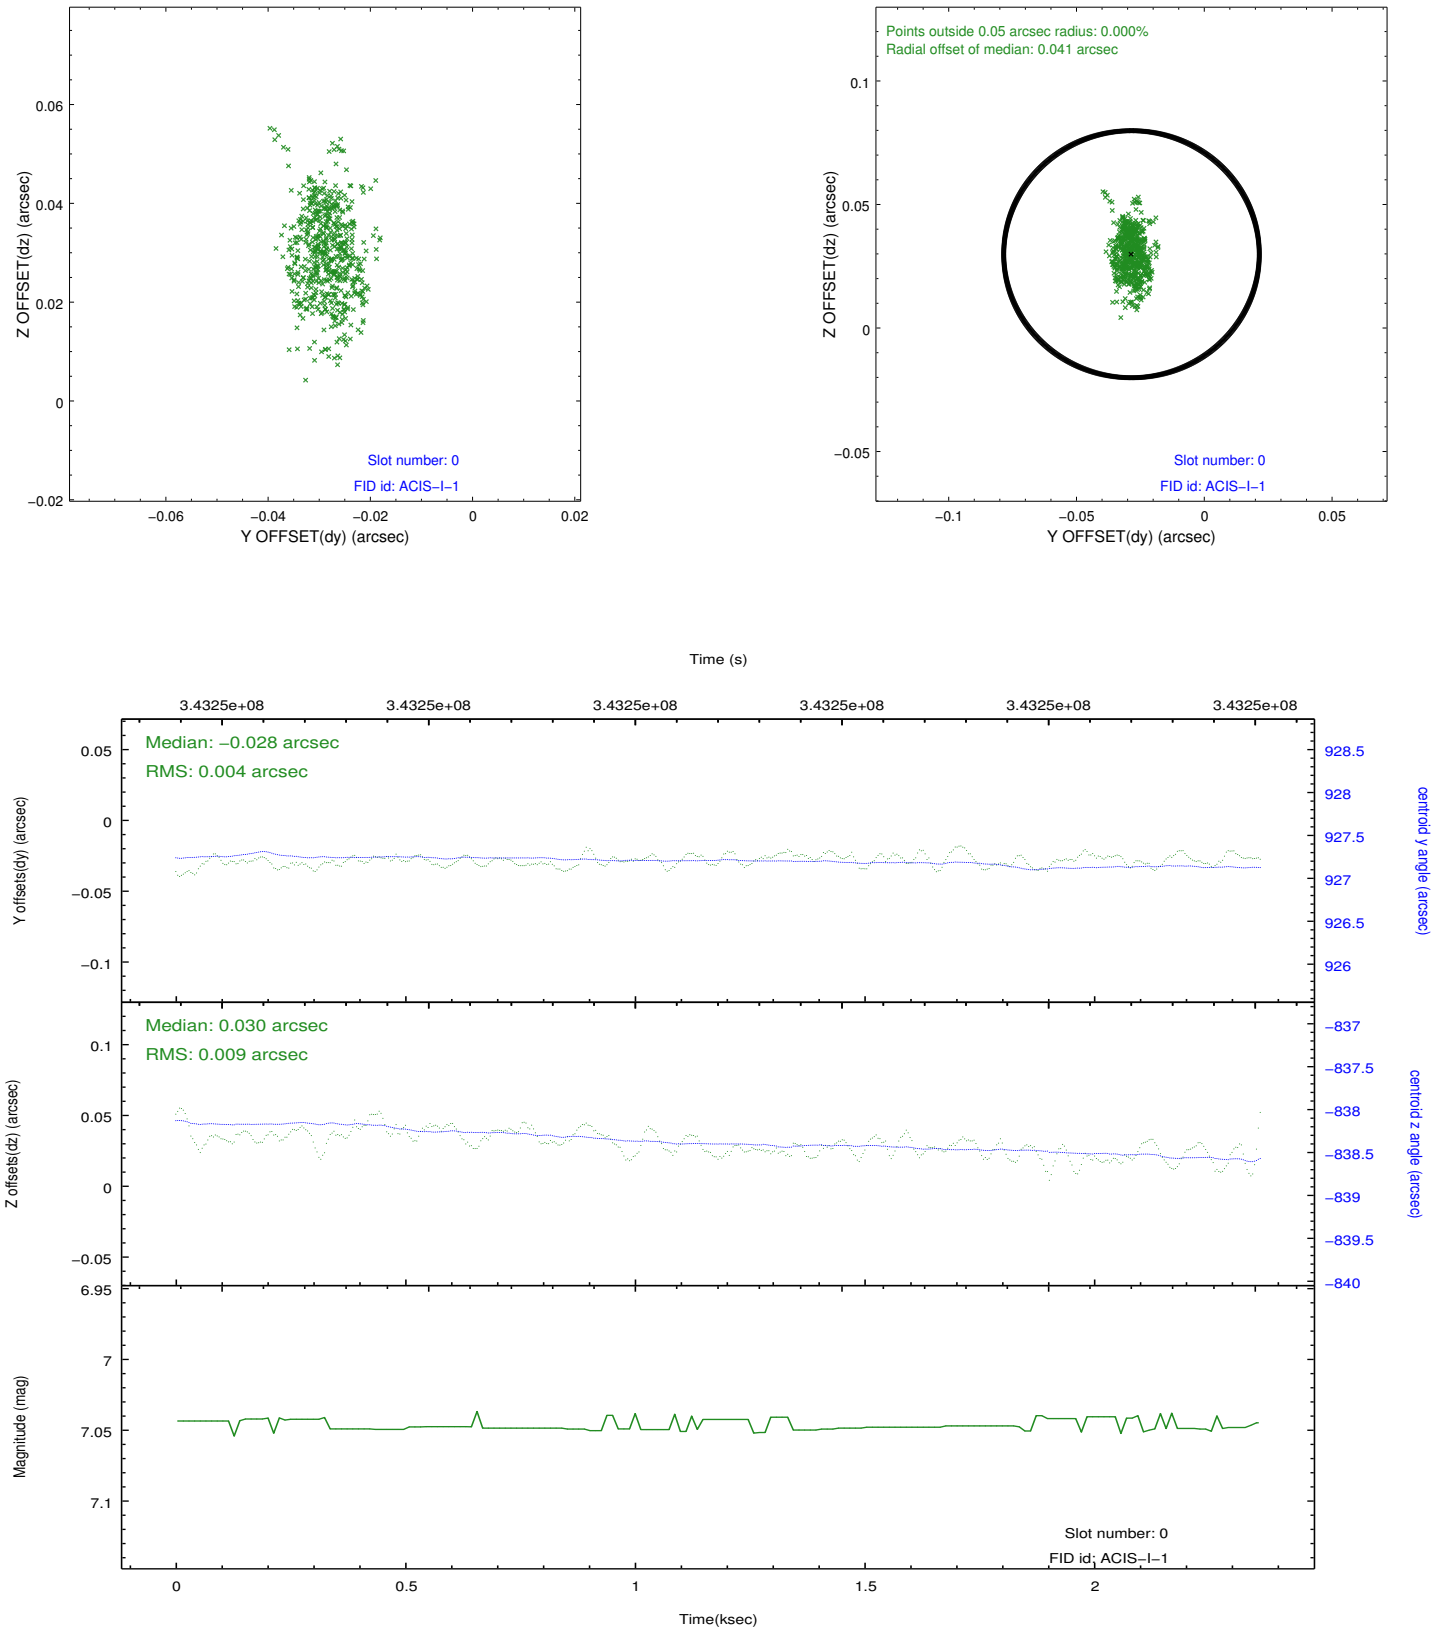 0.06
0.04
0.02
0
−0.02
−0.06
−0.04
−0.02
0
0.02
Z OFFSET(dz) (arcsec)
Y OFFSET(dy) (arcsec)
Slot number: 0
FID id: ACIS−I−1
Points outside 0.05 arcsec radius: 0.000%
Radial offset of median: 0.041 arcsec
0.1
0.05
0
−0.05
−0.1
−0.05
0
0.05
Z OFFSET(dz) (arcsec)
Y OFFSET(dy) (arcsec)
Slot number: 0
FID id: ACIS−I−1
Time (s)
3.4325e+08
3.4325e+08
3.4325e+08
3.4325e+08
3.4325e+08
3.4325e+08
Median: −0.028 arcsec
RMS: 0.004 arcsec
0.05
0
−0.05
−0.1
Y offsets(dy) (arcsec)
928.5
928
927.5
927
926.5
926
centroid y angle (arcsec)
Median: 0.030 arcsec
RMS: 0.009 arcsec
0.1
0.05
0
−0.05
Z offsets(dz) (arcsec)
−837
−837.5
−838
−838.5
−839
−839.5
−840
centroid z angle (arcsec)
6.95
7
7.05
7.1
Magnitude (mag)
Slot number: 0
FID id: ACIS−I−1
0
0.5
1
1.5
2
Time(ksec)